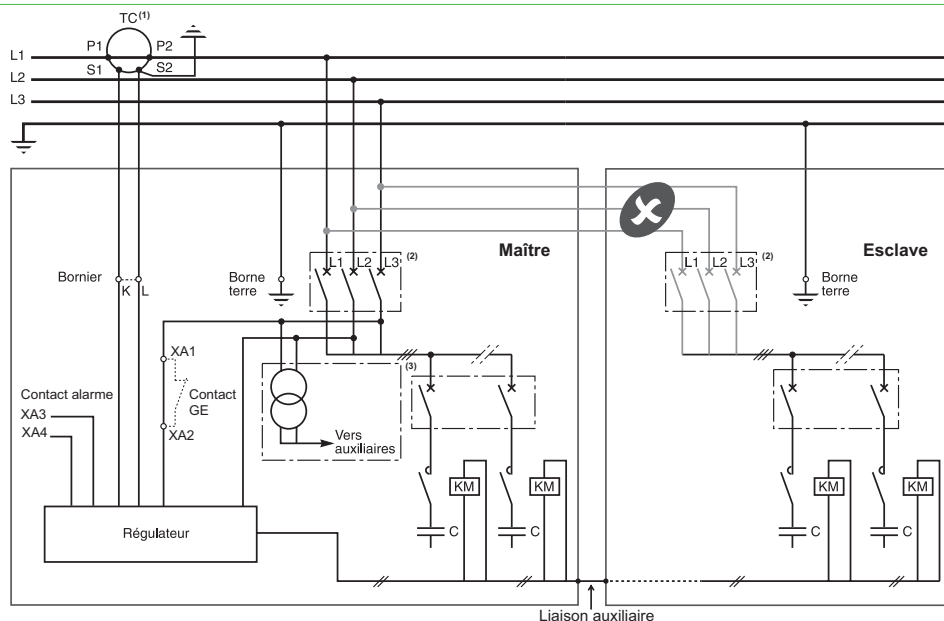 TC(1)
P1 P2
L1
S1 S2
L2
L3
Maître
Esclave
L1 L2 L3 (2)
L1 L2 L3 (2)
Bornier
K L
Borne
terre
Borne
terre
XA1
Contact
GE
XA2
(3)
Contact alarme
XA3
XA4
Vers
auxiliaires
KM KM
KM KM
C C
C C
Régulateur
Liaison auxiliaire